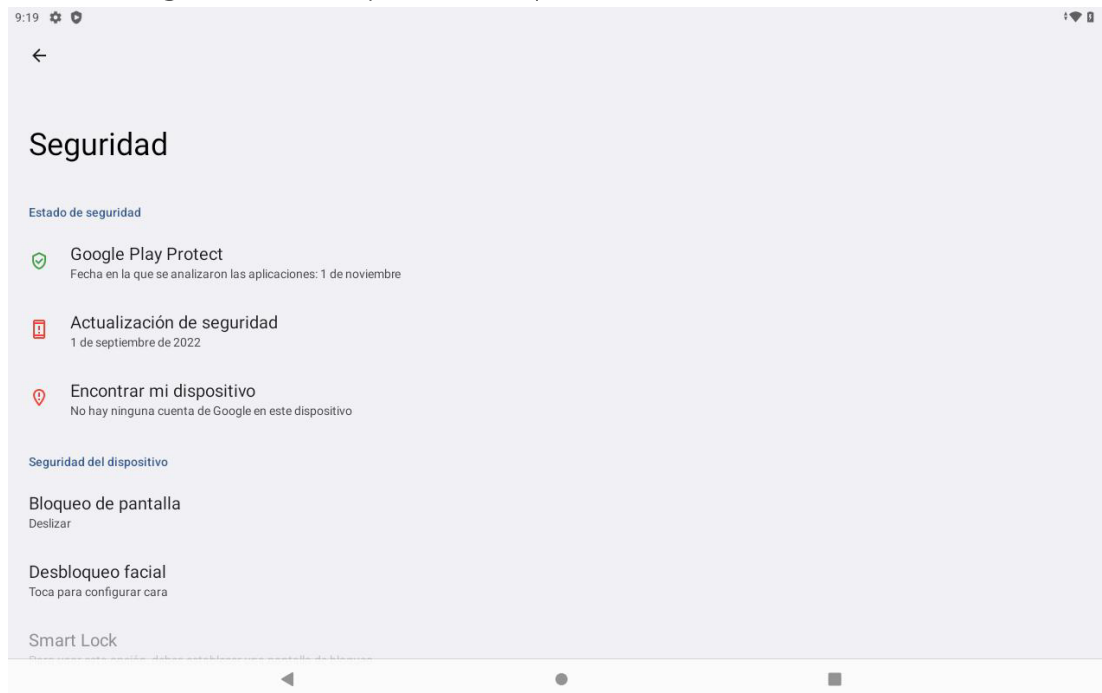 9:19
Seguridad
Estado de seguridad
Google Play Protect
Fecha en la que se analizaron las aplicaciones: 1 de noviembre
Actualización de seguridad
1 de septiembre de 2022
Encontrar mi dispositivo
No hay ninguna cuenta de Google en este dispositivo
Seguridad del dispositivo
Bloqueo de pantalla
Deslizar
Desbloqueo facial
Toca para configurar cara
Smart Lock